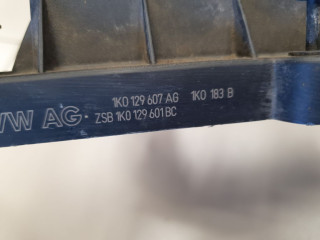 1K0 129 607 AG 1K0 183 B
VW AG. ZSB 1K0 129 601 BC